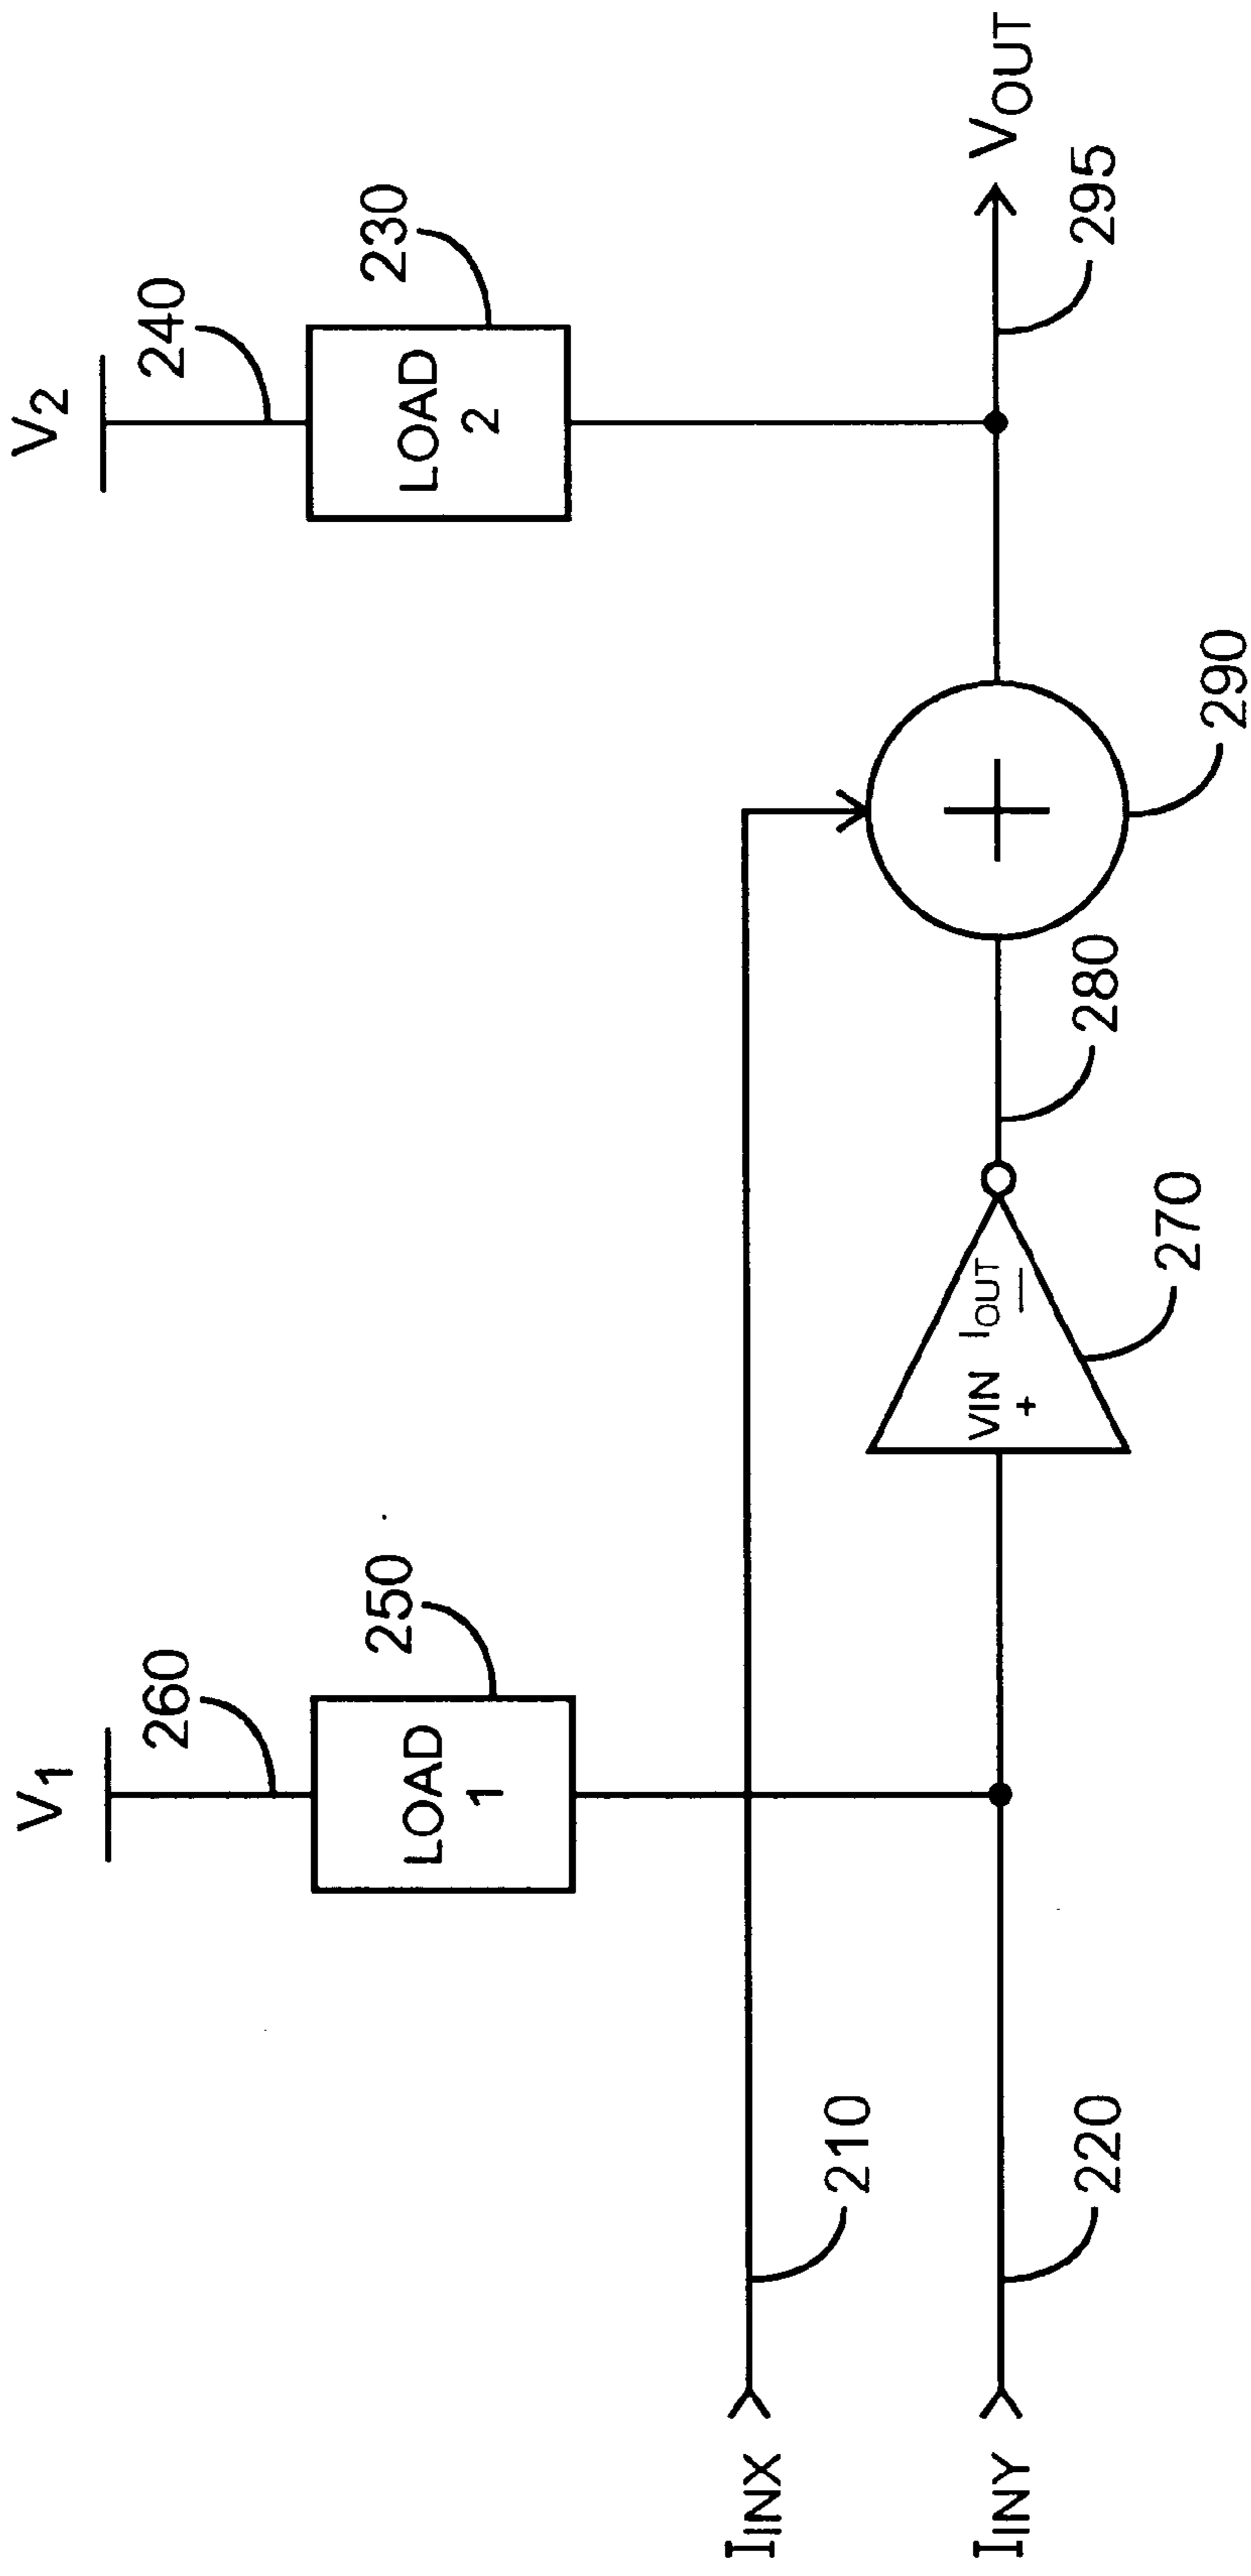 V1
260
LOAD
1
250
V2
240
LOAD
2
230
IINX
210
IINY
220
VIN IOUT
+ −
270
280
+
290
295
VOUT